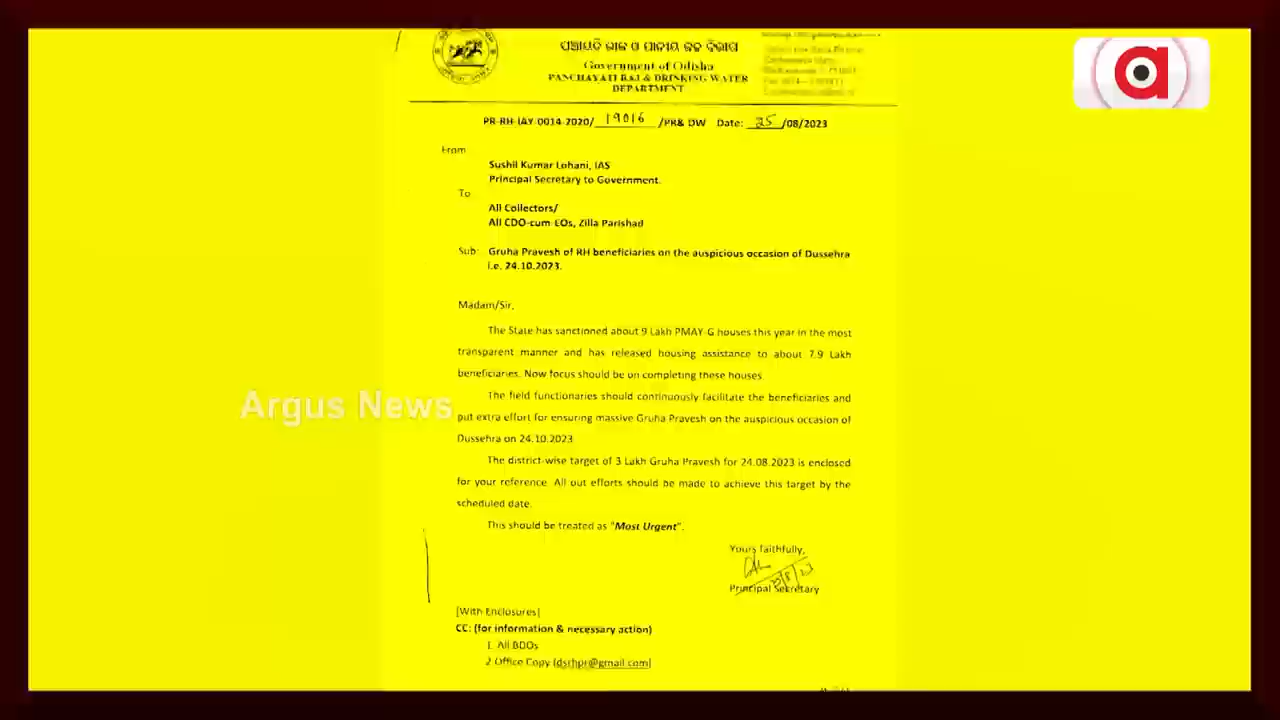 ପଞ୍ଚାୟତି ରାଜ ଓ ପାନୀୟ ଜଳ ବିଭାଗ
Government of Odisha
PANCHAYATI RAJ & DRINKING WATER
DEPARTMENT
a
PR-RH-IAY-0014-2020/ 19016 /PR& DW Date: 25 /08/2023
From
Sushil Kumar Lohani, IAS
Principal Secretary to Government.
To
All Collectors/
All CDO-cum-EOs, Zilla Parishad
Sub: Gruha Pravesh of RH beneficiaries on the auspicious occasion of Dussehra
i.e. 24.10.2023.
Madam/Sir,
The State has sanctioned about 9 Lakh PMAY-G houses this year in the most
transparent manner and has released housing assistance to about 7.9 Lakh
beneficiaries. Now focus should be on completing these houses.
The field functionaries should continuously facilitate the beneficiaries and
put extra effort for ensuring massive Gruha Pravesh on the auspicious occasion of
Dussehra on 24.10.2023.
The district-wise target of 3 Lakh Gruha Pravesh for 24.08.2023 is enclosed
for your reference. All out efforts should be made to achieve this target by the
scheduled date.
This should be treated as "Most Urgent".
Yours faithfully,
25/8/23
Principal Secretary
[With Enclosures]
CC: (for information & necessary action)
1. All BDOs
2 Office Copy (dsrhpr@gmail.com)
Argus News